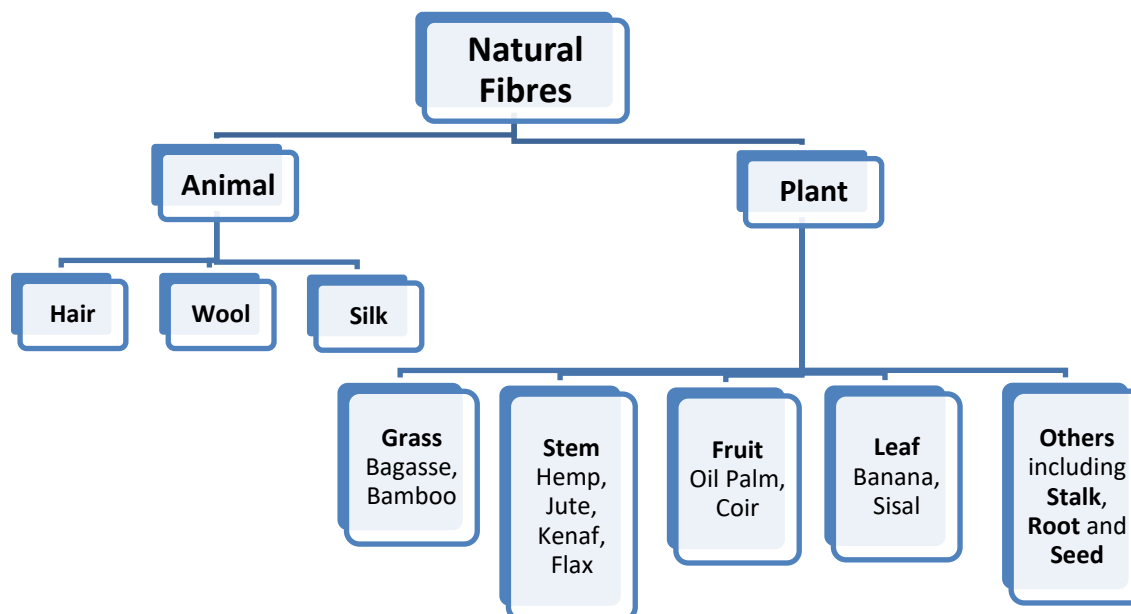 Natural
Fibres
Animal
Plant
Hair
Wool
Silk
Grass
Bagasse,
Bamboo
Stem
Hemp,
Jute,
Kenaf,
Flax
Fruit
Oil Palm,
Coir
Leaf
Banana,
Sisal
Others
including
Stalk,
Root and
Seed